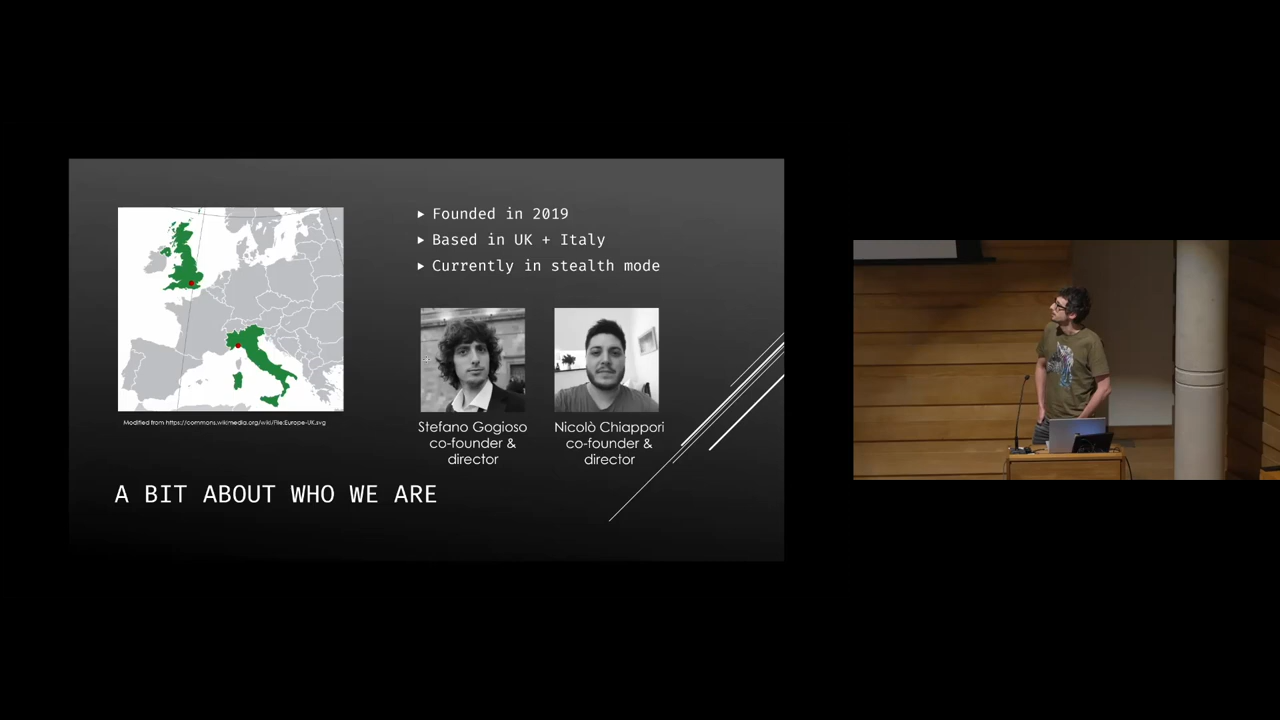 Founded in 2019
Based in UK + Italy
Currently in stealth mode
Modified from https://commons.wikimedia.org/wiki/File:Europe-UK.svg
Stefano Gogioso
co-founder &
director
Nicolò Chiappori
co-founder &
director
A BIT ABOUT WHO WE ARE